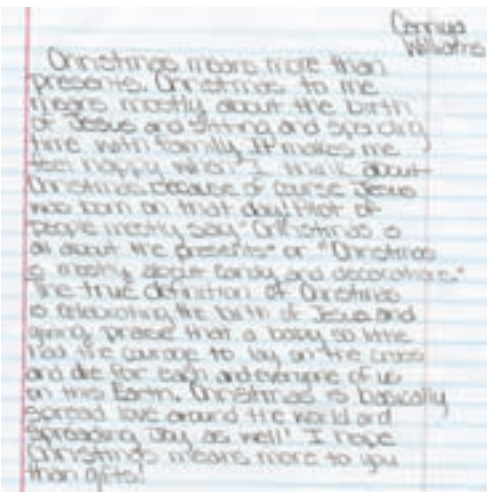 Williams
Christmas means more than
presents. Christmas to me
means mostly about the birth
of Jesus and sitting and spending
time with family. It makes me
feel happy when I think about
Christmas because of course Jesus
was born on that day! Most of
people mostly say "Christmas is
all about the presents" or "Christmas
is mostly about candy and decorations."
The true definition of Christmas
is celebrating the birth of Jesus and
giving praise that a baby so little
had the courage to lay on the cross
and die for each and everyone of us
on this Earth. Christmas is basically
spread love around the world and
spreading Joy as well! I hope
Christmas means more to you
than gifts!